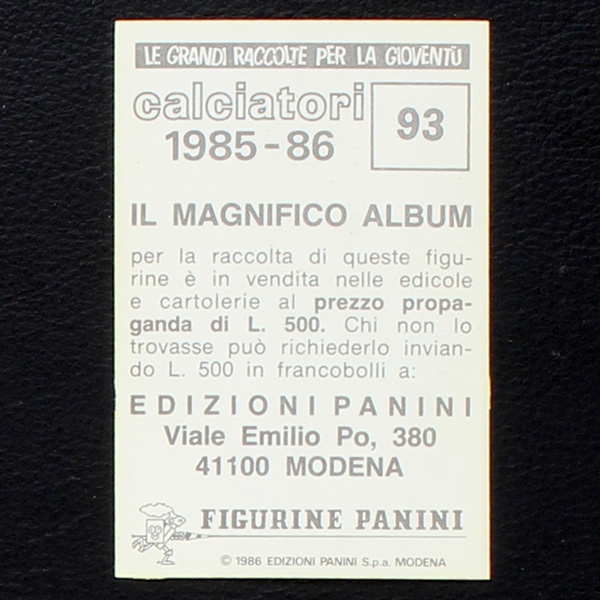 LE GRANDI RACCOLTE PER LA GIOVENTÙ
calciatori
1985-86
93
IL MAGNIFICO ALBUM
per la raccolta di queste figu-
rine è in vendita nelle edicole
e cartolerie al prezzo propa-
ganda di L. 500. Chi non lo
trovasse può richiederlo invian-
do L. 500 in francobolli a:
EDIZIONI PANINI
Viale Emilio Po, 380
41100 MODENA
FIGURINE PANINI
© 1986 EDIZIONI PANINI S.p.a. MODENA